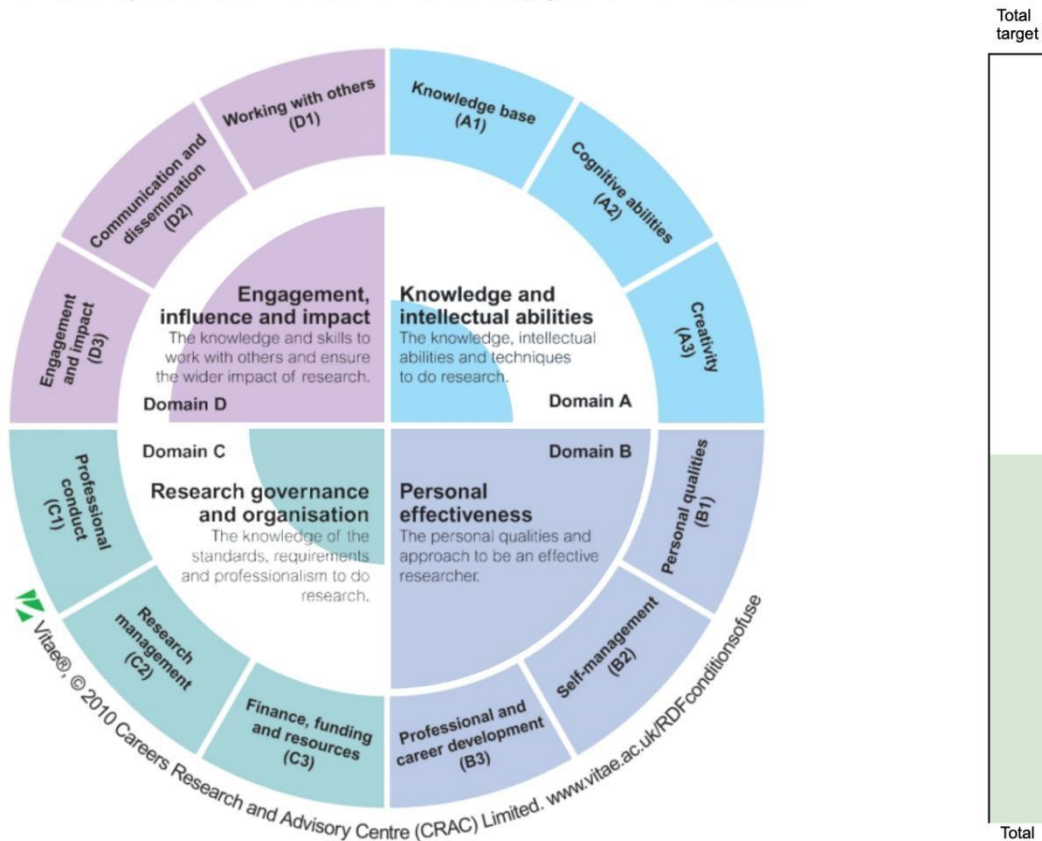 Total
target
Working with others
(D1)
Knowledge base
(A1)
Communication and
dissemination
(D2)
Cognitive abilities
(A2)
Engagement
and impact
(D3)
Creativity
(A3)
Engagement,
influence and impact
The knowledge and skills to
work with others and ensure
the wider impact of research.
Domain D
Knowledge and
intellectual abilities
The knowledge, intellectual
abilities and techniques
to do research.
Domain A
Domain C
Research governance
and organisation
The knowledge of the
standards, requirements
and professionalism to do
research.
Domain B
Personal
effectiveness
The personal qualities and
approach to be an effective
researcher.
Professional
conduct
(C1)
Personal qualities
(B1)
Research
management
(C2)
Self-management
(B2)
Finance, funding
and resources
(C3)
Professional and
career development
(B3)
Vitae®, © 2010 Careers Research and Advisory Centre (CRAC) Limited. www.vitae.ac.uk/RDFconditionsofuse
Total